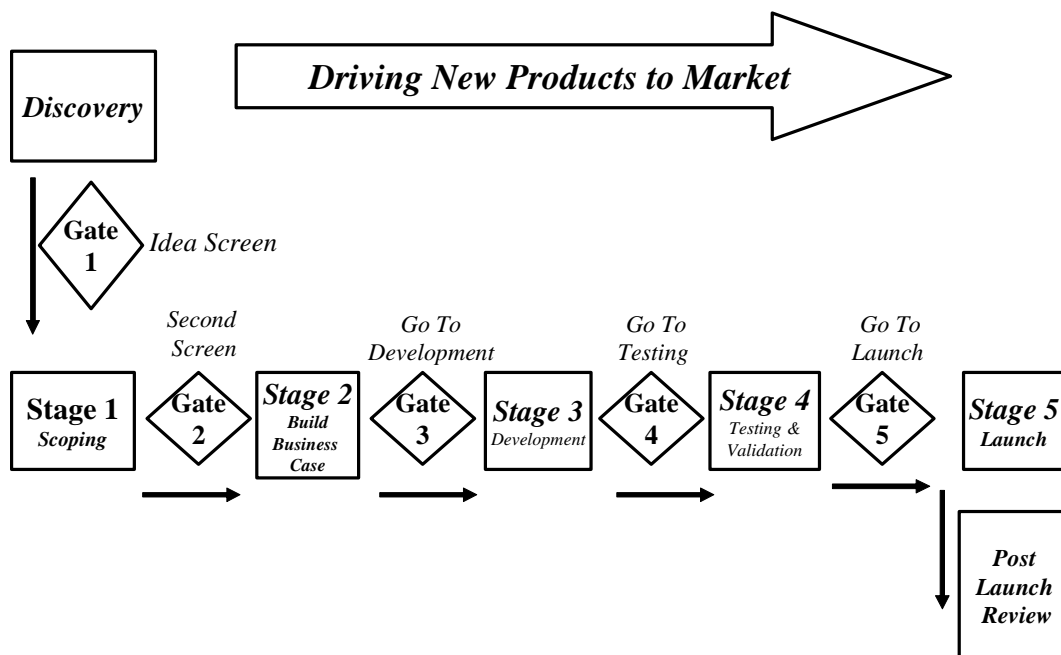 Driving New Products to Market
Discovery
Gate
1
Idea Screen
Second
Screen
Go To
Development
Go To
Testing
Go To
Launch
Stage 1
Scoping
Gate
2
Stage 2
Build
Business
Case
Gate
3
Stage 3
Development
Gate
4
Stage 4
Testing &
Validation
Gate
5
Stage 5
Launch
Post
Launch
Review